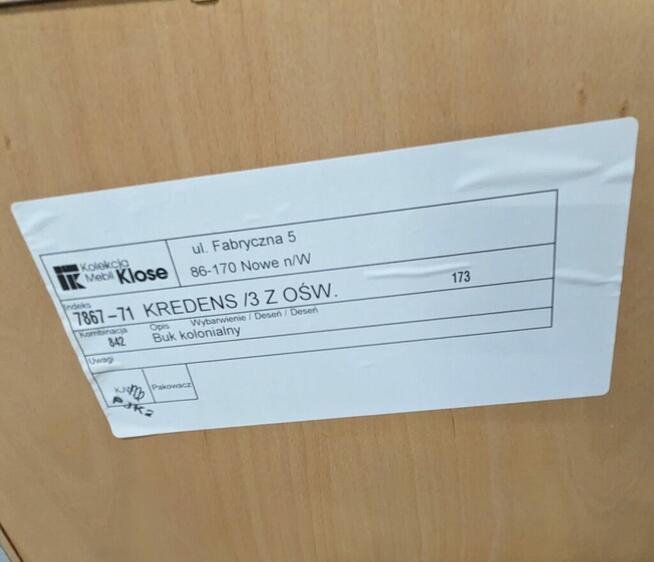 Kolekcja
Mebli Klose
ul. Fabryczna 5
86-170 Nowe n/W
Indeks
7867-71 KREDENS /3 Z OŚW. 173
Kombinacja Opis Wybarwienie / Deseń / Deseń
842 Buk kolonialny
Uwagi
Pakowacz